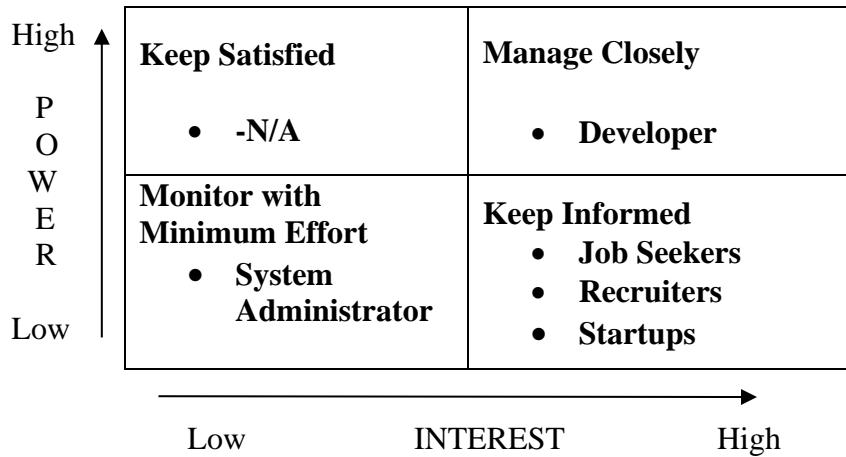 High
P
O
W
E
R
Low
Keep Satisfied
• -N/A
Manage Closely
• Developer
Monitor with
Minimum Effort
• System
Administrator
Keep Informed
• Job Seekers
• Recruiters
• Startups
Low INTEREST High